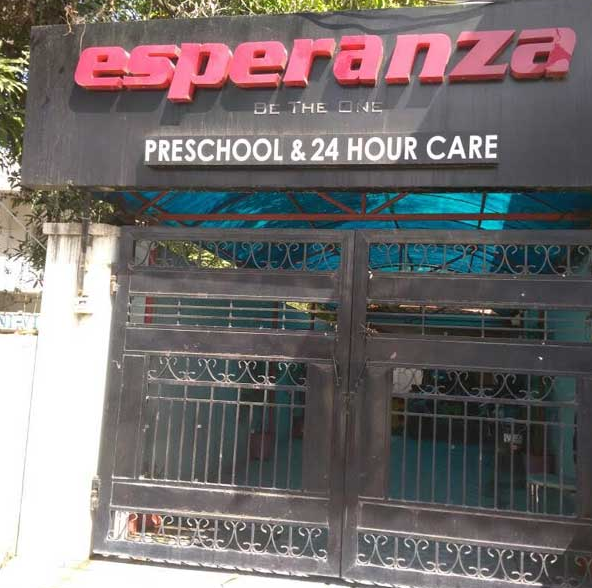 esperanza
BE THE ONE
PRESCHOOL & 24 HOUR CARE